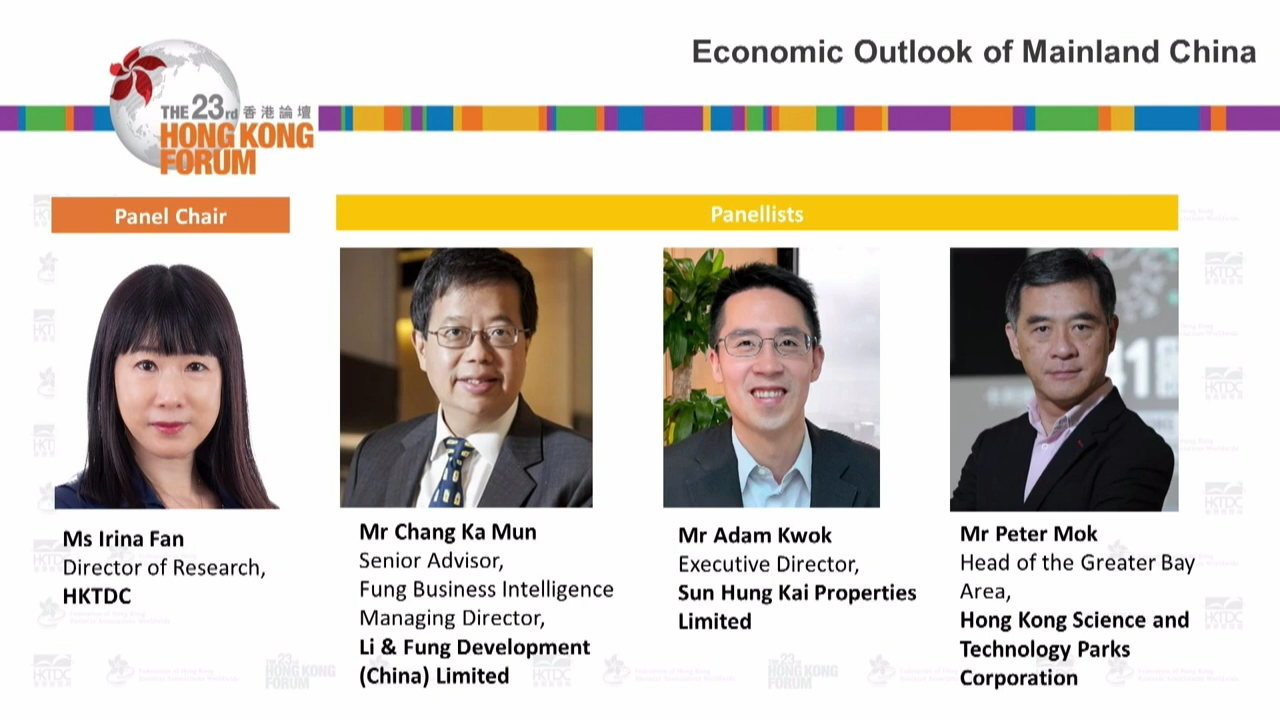 Economic Outlook of Mainland China
THE 23rd 香港論壇
HONG KONG
FORUM
Panel Chair
Panellists
Ms Irina Fan
Director of Research,
HKTDC
Mr Chang Ka Mun
Senior Advisor,
Fung Business Intelligence
Managing Director,
Li & Fung Development
(China) Limited
Mr Adam Kwok
Executive Director,
Sun Hung Kai Properties
Limited
Mr Peter Mok
Head of the Greater Bay
Area,
Hong Kong Science and
Technology Parks
Corporation